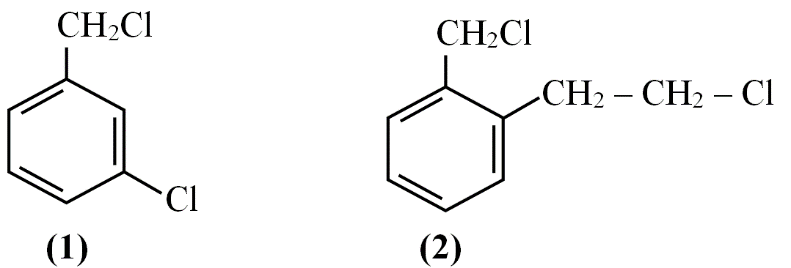 CH₂Cl
Cl
(1)
CH₂Cl
CH₂ – CH₂ – Cl
(2)